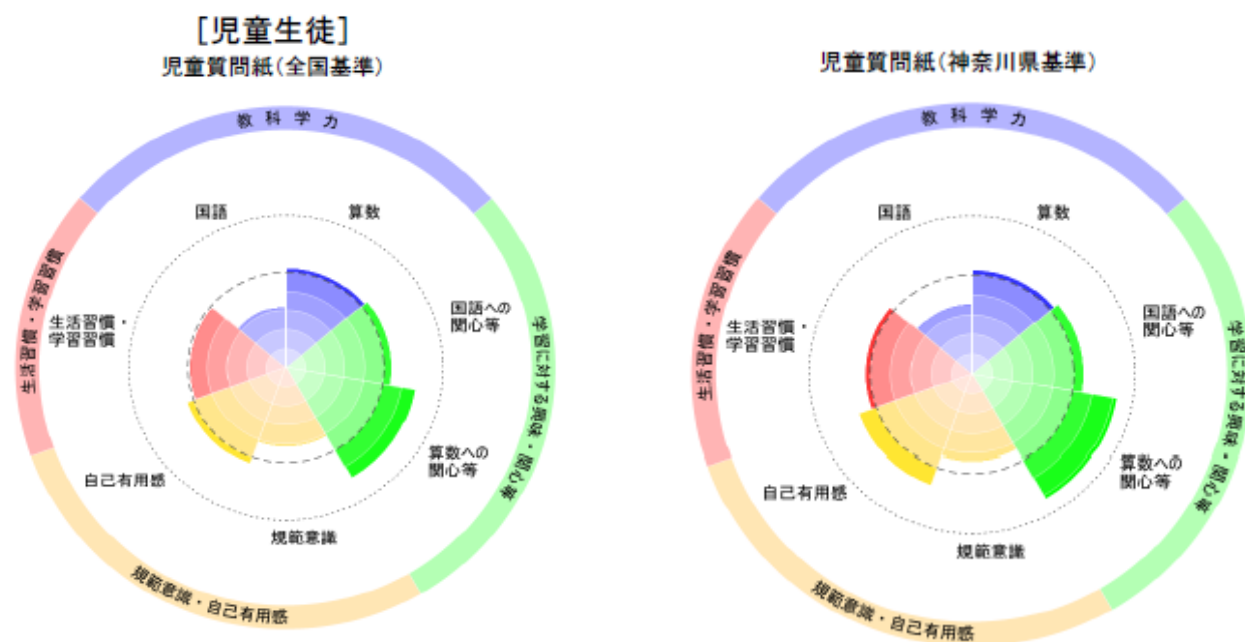 [児童生徒]
児童質問紙(全国基準)
教科学力
国語
算数
国語への
関心等
算数への
関心等
規範意識
自己有用感
生活習慣・
学習習慣
生活習慣・学習習慣
学習に対する興味・関心等
規範意識・自己有用感
児童質問紙(神奈川県基準)
教科学力
国語
算数
国語への
関心等
算数への
関心等
規範意識
自己有用感
生活習慣・
学習習慣
生活習慣・学習習慣
学習に対する興味・関心等
規範意識・自己有用感